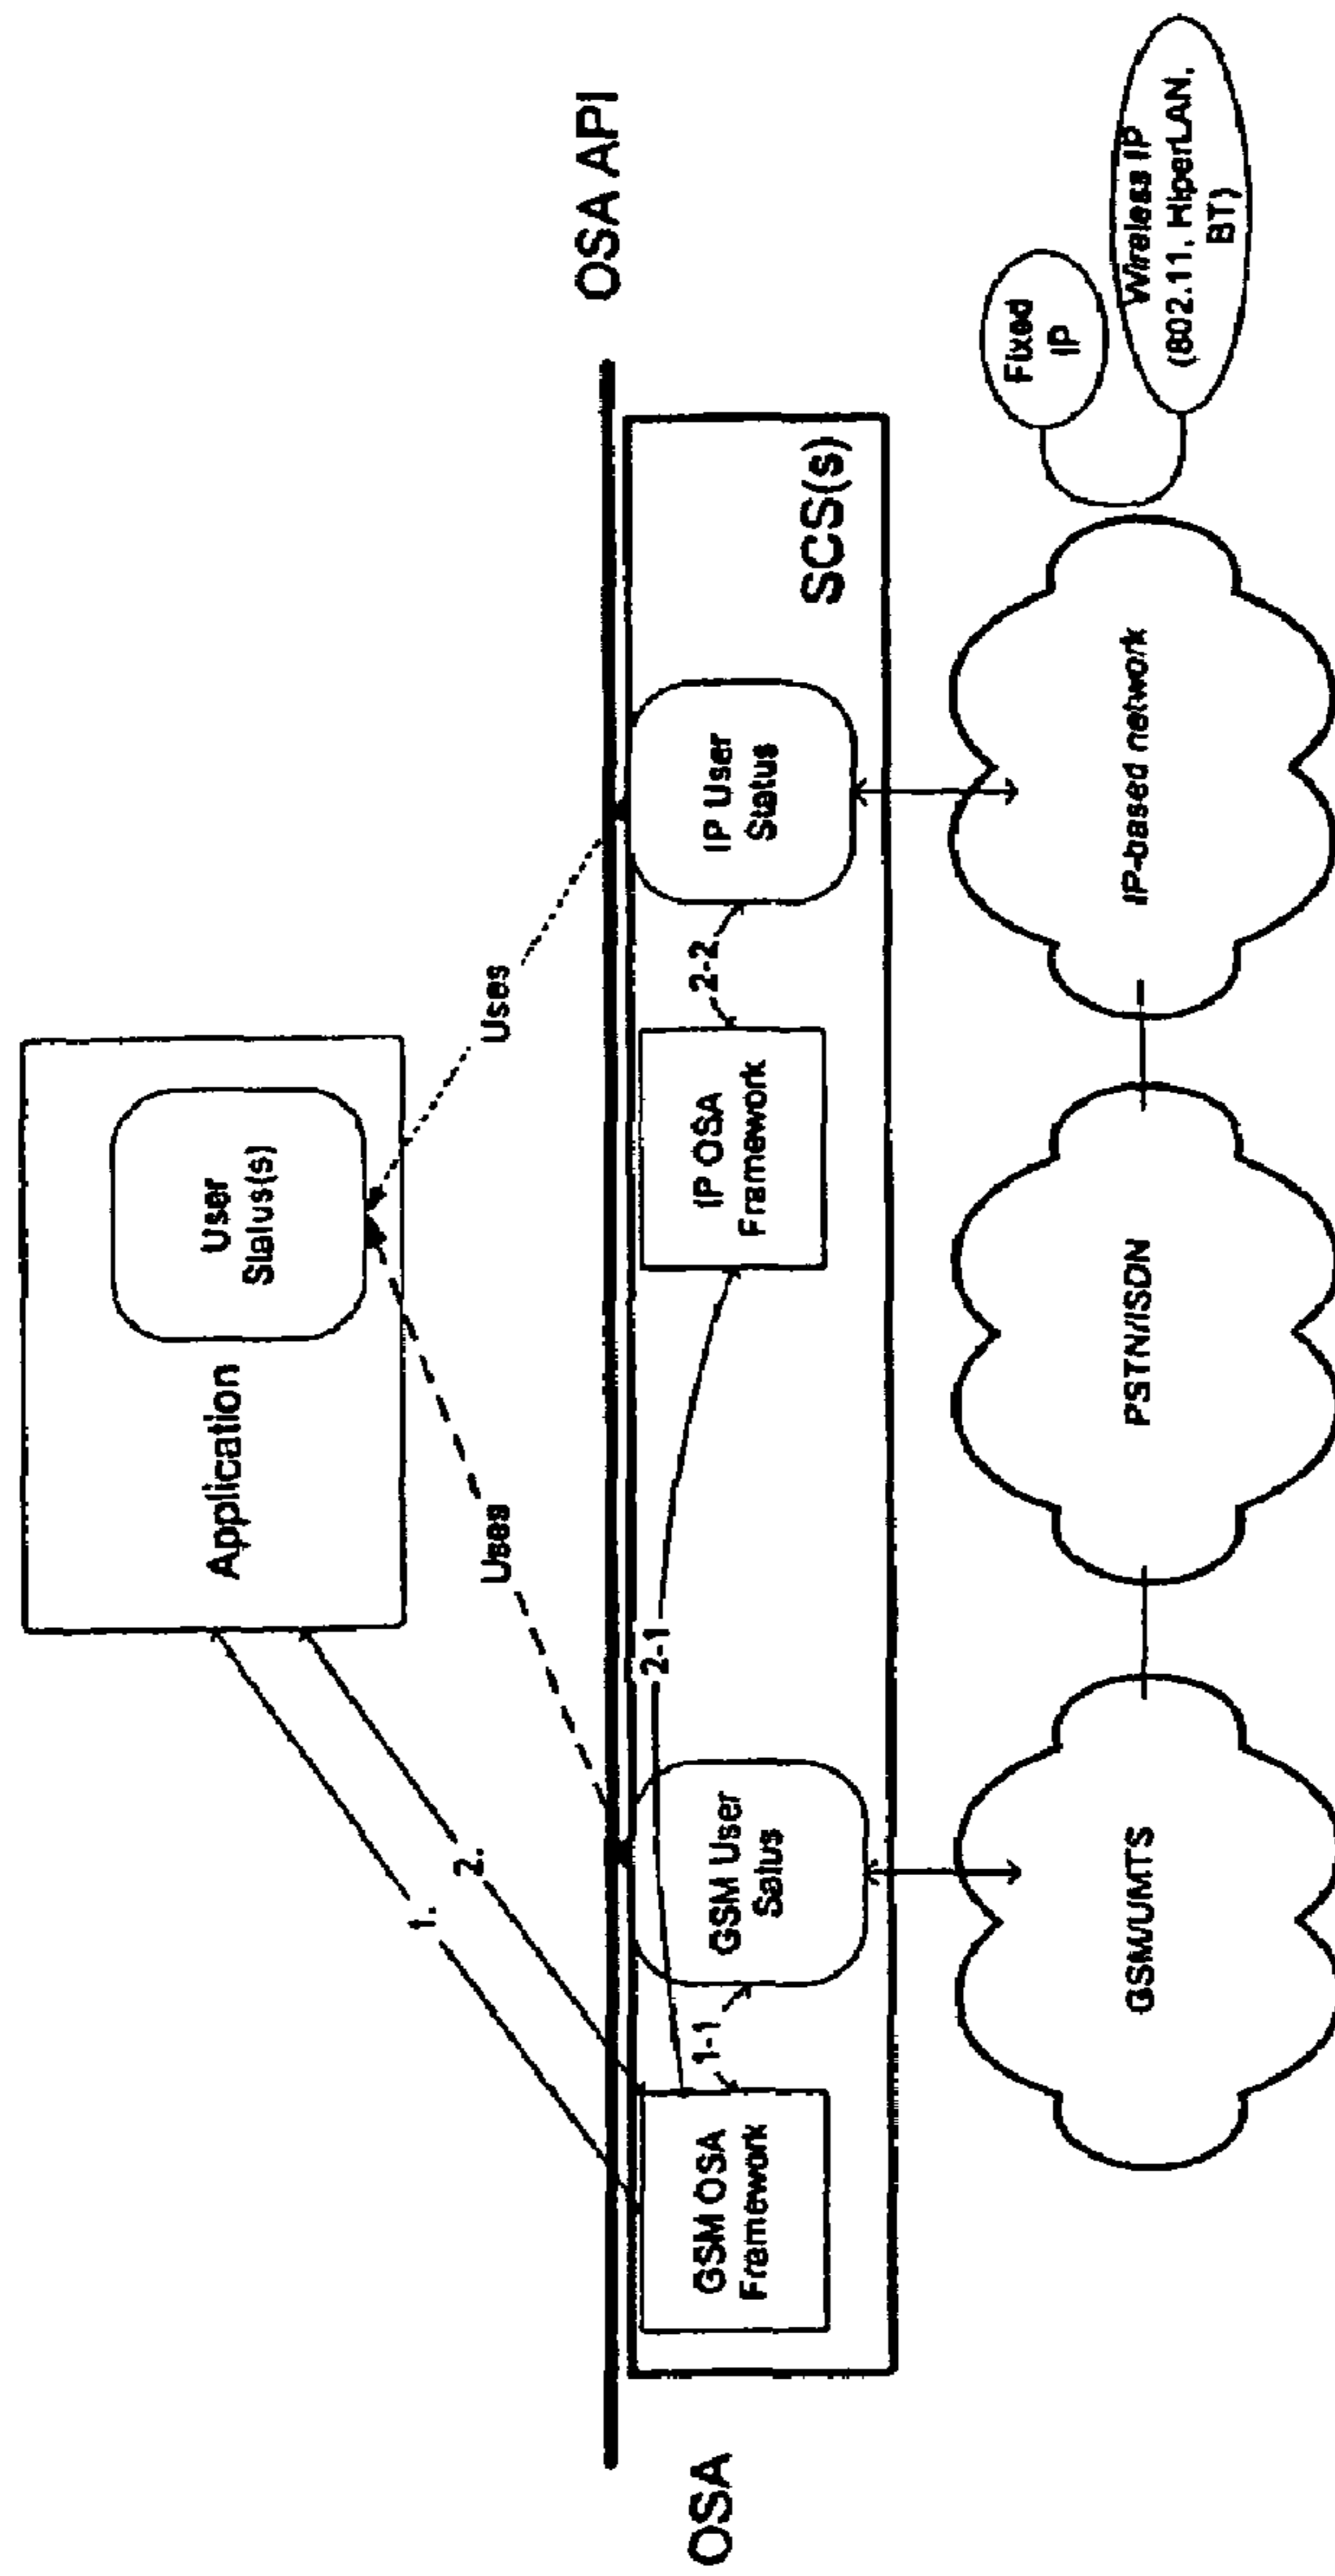 Application
User
Status(s)
1.
2.
Uses
Uses
OSA API
OSA
GSM OSA
Framework
1-1
GSM User
Satus
2-1
IP OSA
Framework
2-2
IP User
Status
SCS(s)
GSM/UMTS
PSTN/ISDN
IP-based network
Fixed
IP
Wireless IP
(802.11, HiperLAN,
BT)